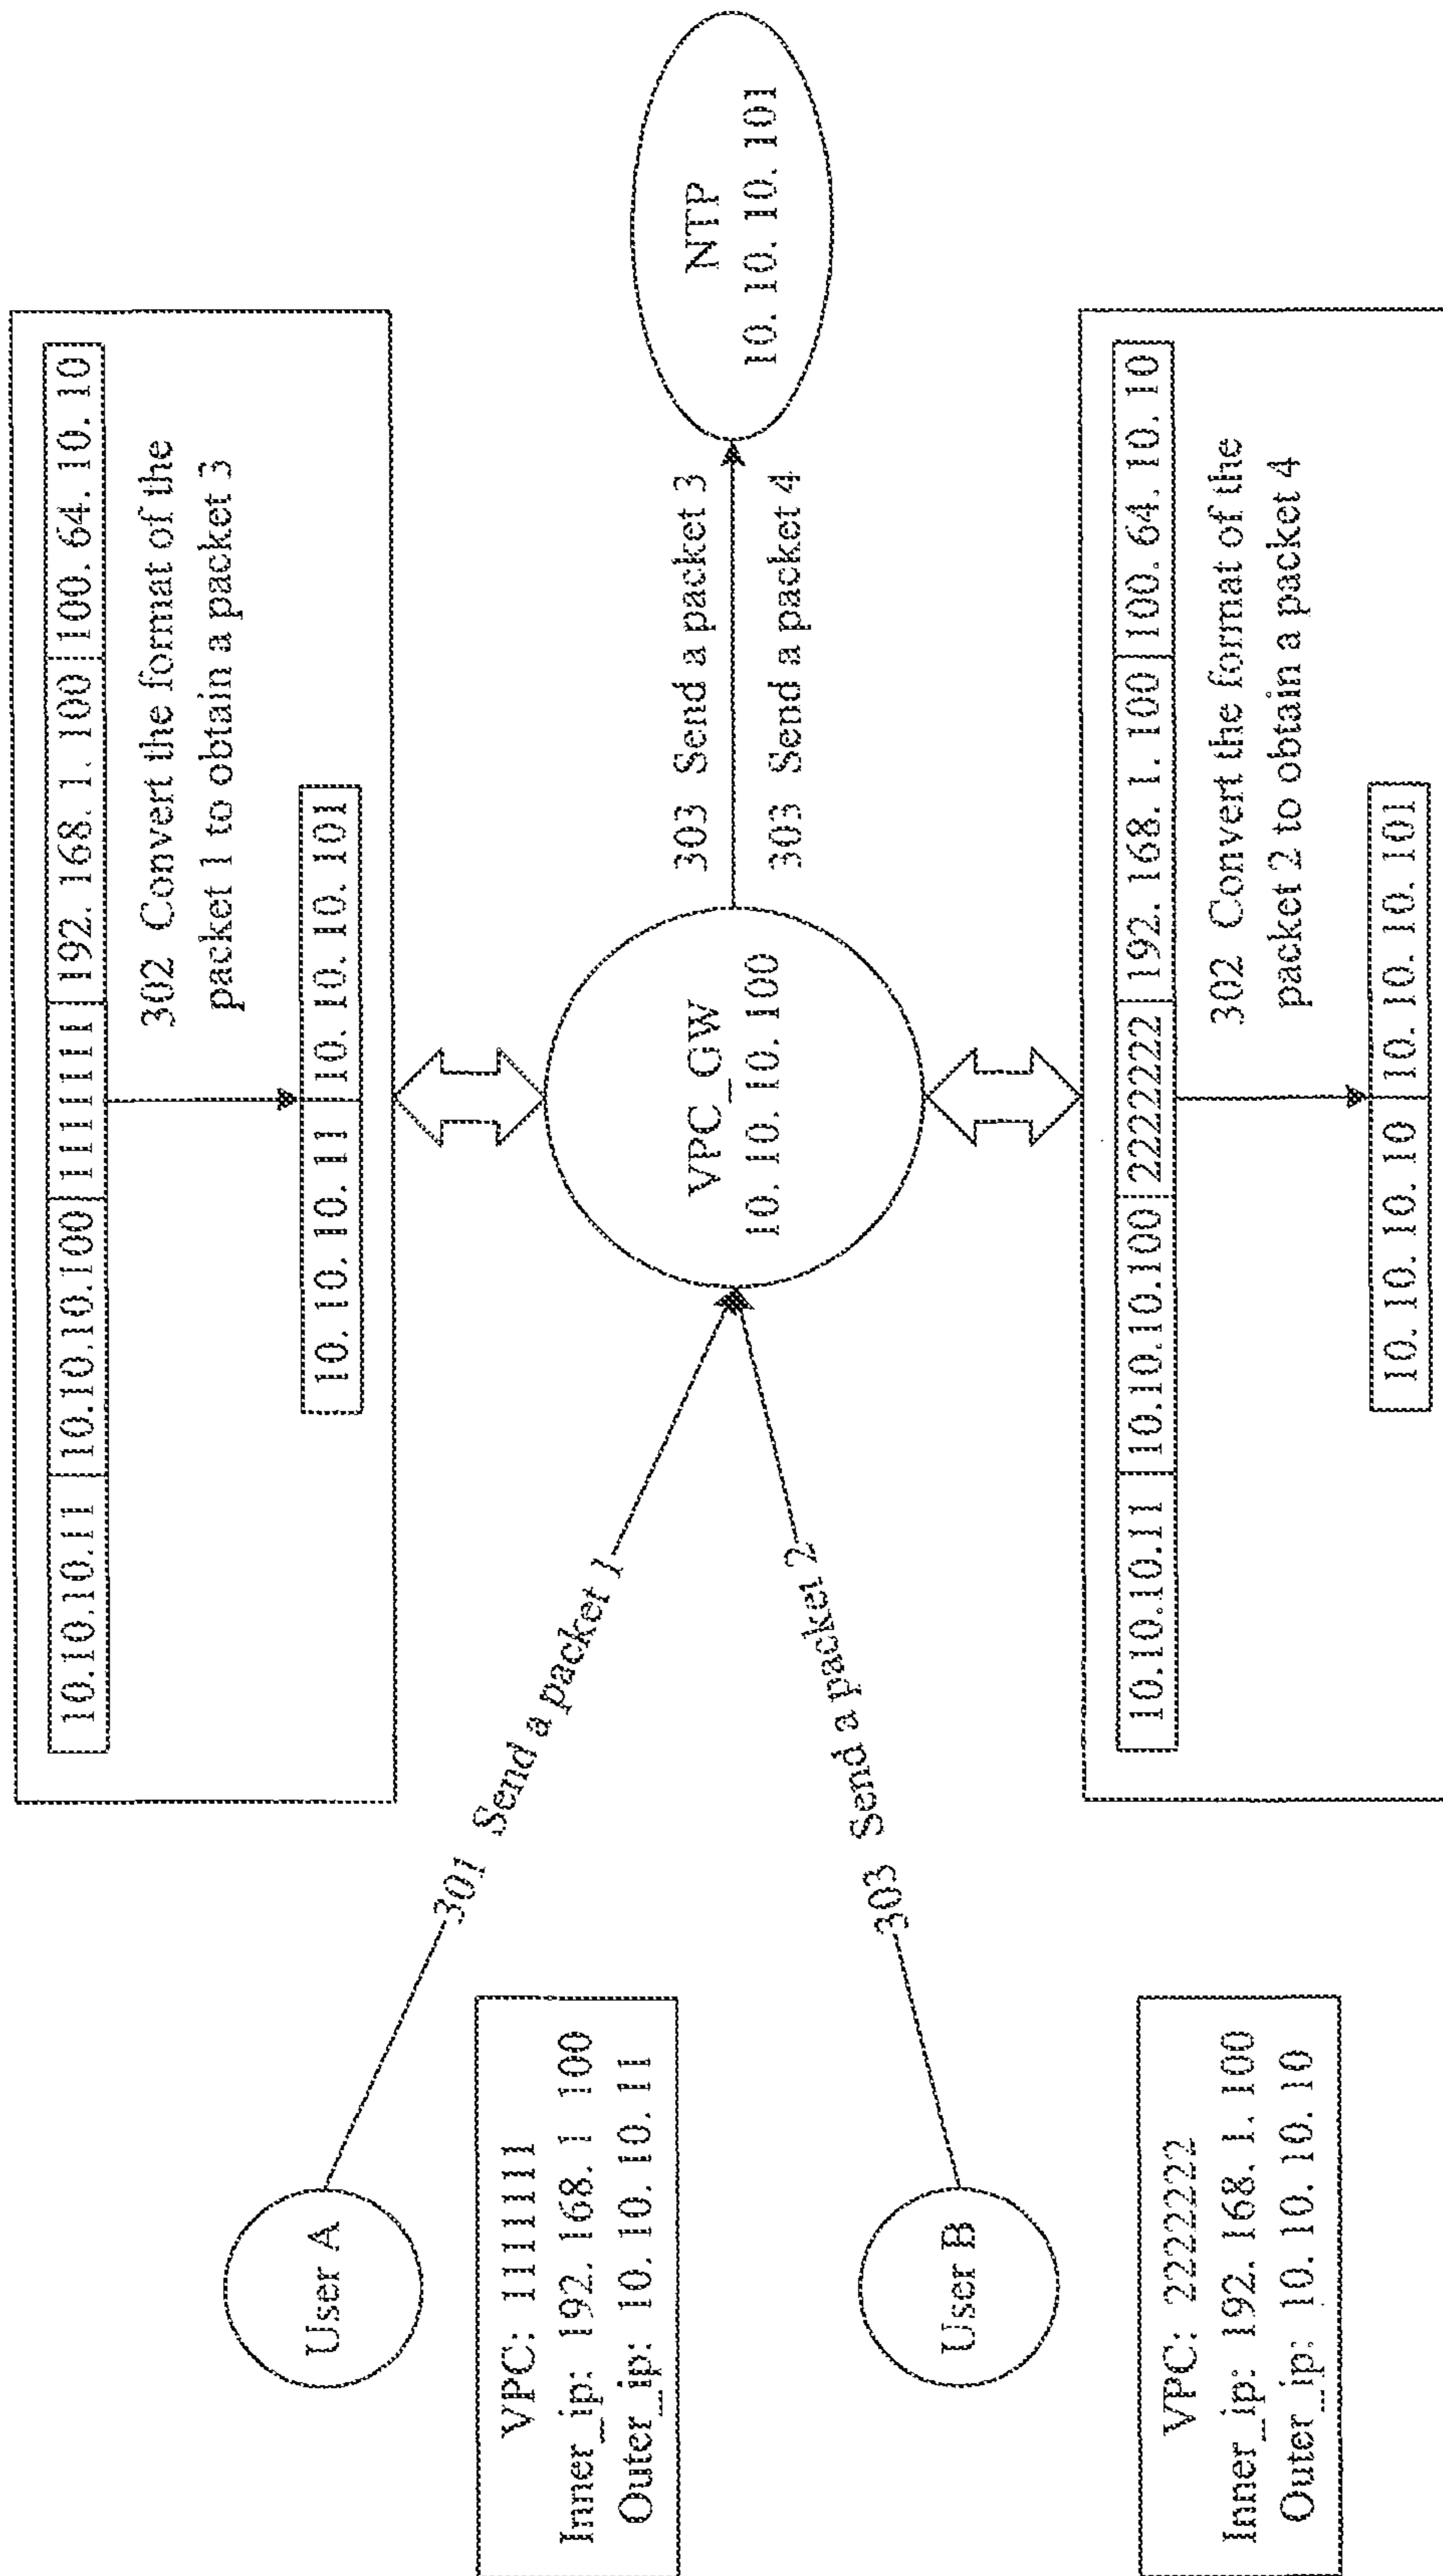 10.10.10.11 10.10.10.100 1111111 192. 168. 1. 100 100. 64. 10. 10
302 Convert the format of the
packet 1 to obtain a packet 3
10. 10. 10. 11 10. 10. 10. 101
User A
VPC: 1111111
Inner_ip: 192. 168. 1 100
Outer_ip: 10. 10. 10. 11
301 Send a packet 1
303 Send a packet 2
VPC_GW
10. 10. 10. 100
303 Send a packet 3
303 Send a packet 4
NTP
10. 10. 10. 101
User B
VPC: 2222222
Inner_ip: 192. 168. 1. 100
Outer_ip: 10. 10. 10. 10
10.10.10.11 10.10.10.100 2222222 192. 168. 1. 100 100. 64. 10. 10
302 Convert the format of the
packet 2 to obtain a packet 4
10. 10. 10. 10 10. 10. 10. 101